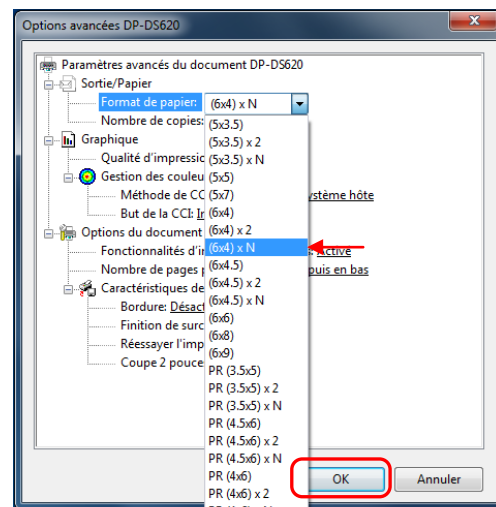 Options avancées DP-DS620
Paramètres avancés du document DP-DS620
Sortie/Papier
Format de papier: (6x4) x N
Nombre de copies:
(5x3.5)
Graphique
(5x3.5) x 2
Qualité d'impressic
(5x3.5) x N
Gestion des couleu
(5x5)
Méthode de CC
(5x7)
ystème hôte
But de la CCI: Ir
(6x4)
Options du document
(6x4) x 2
Fonctionnalités d'ir
(6x4) x N
: Activé
Nombre de pages p
(6x4.5)
puis en bas
Caractéristiques de
(6x4.5) x 2
Bordure: Désact
(6x4.5) x N
Finition de surc
(6x6)
Réessayer l'imp
(6x8)
Coupe 2 pouce
(6x9)
PR (3.5x5)
PR (3.5x5) x 2
PR (3.5x5) x N
PR (4.5x6)
PR (4.5x6) x 2
PR (4.5x6) x N
PR (4x6)
PR (4x6) x 2
OK
Annuler